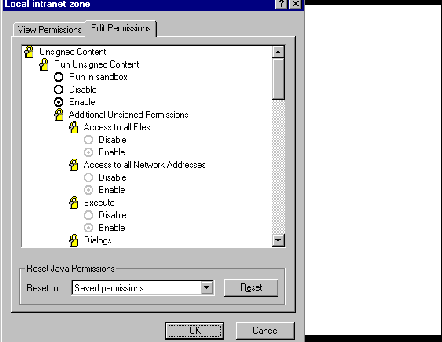 Local intranet zone
View Permissions Edit Permissions
Unsigned Content
Run Unsigned Content
Run in sandbox
Disable
Enable
Additional Unsigned Permissions
Access to all Files
Disable
Enable
Access to all Network Addresses
Disable
Enable
Execute
Disable
Enable
Dialogs
Reset Java Permissions
Reset to: Saved permissions Reset
OK Cancel